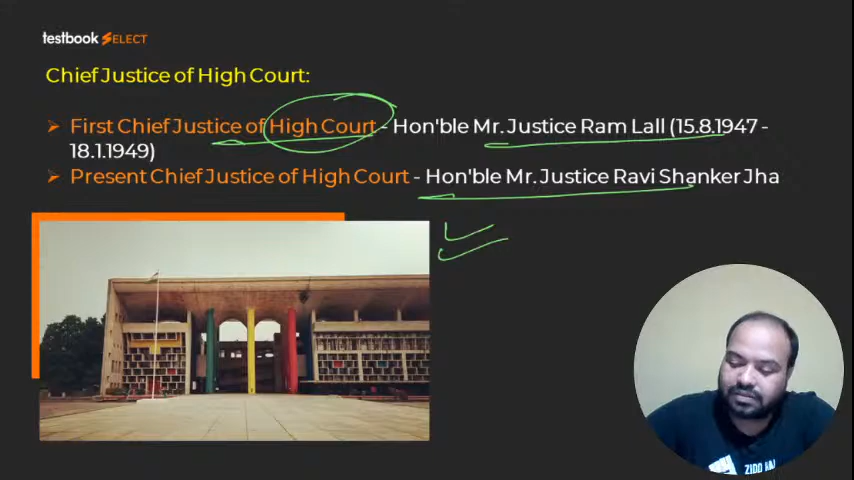 testbook SELECT
Chief Justice of High Court:
First Chief Justice of High Court - Hon'ble Mr. Justice Ram Lall (15.8.1947 -
18.1.1949)
Present Chief Justice of High Court - Hon'ble Mr. Justice Ravi Shanker Jha